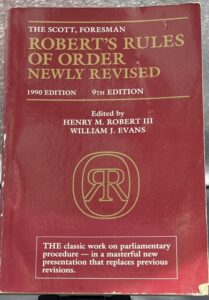 THE SCOTT, FORESMAN
ROBERT'S RULES
OF ORDER
NEWLY REVISED
1990 EDITION 9TH EDITION
Edited by
HENRY M. ROBERT III
WILLIAM J. EVANS
RR
THE classic work on parliamentary
procedure — in a masterful new
presentation that replaces previous
revisions.